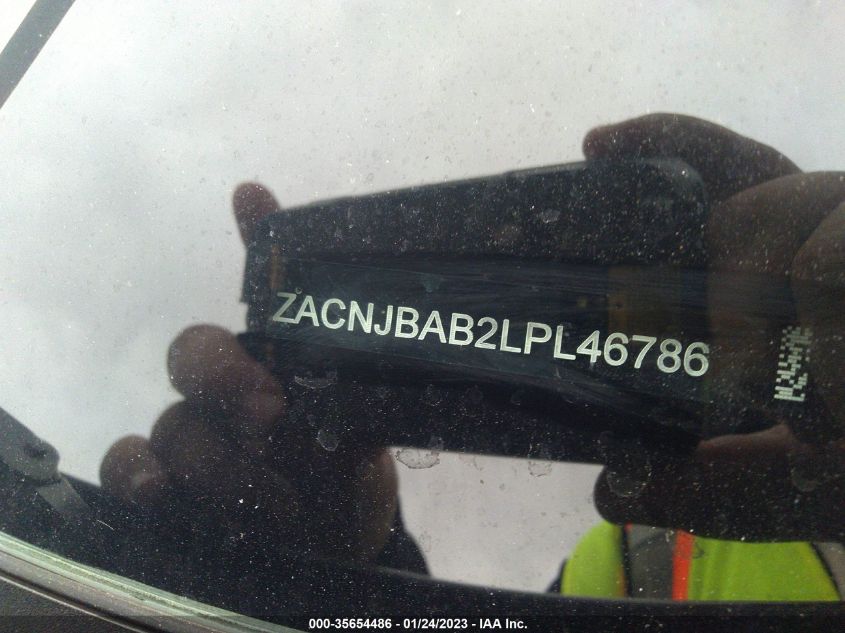 ZACNJBAB2LPL46786
000-35654486 - 01/24/2023 - IAA Inc.